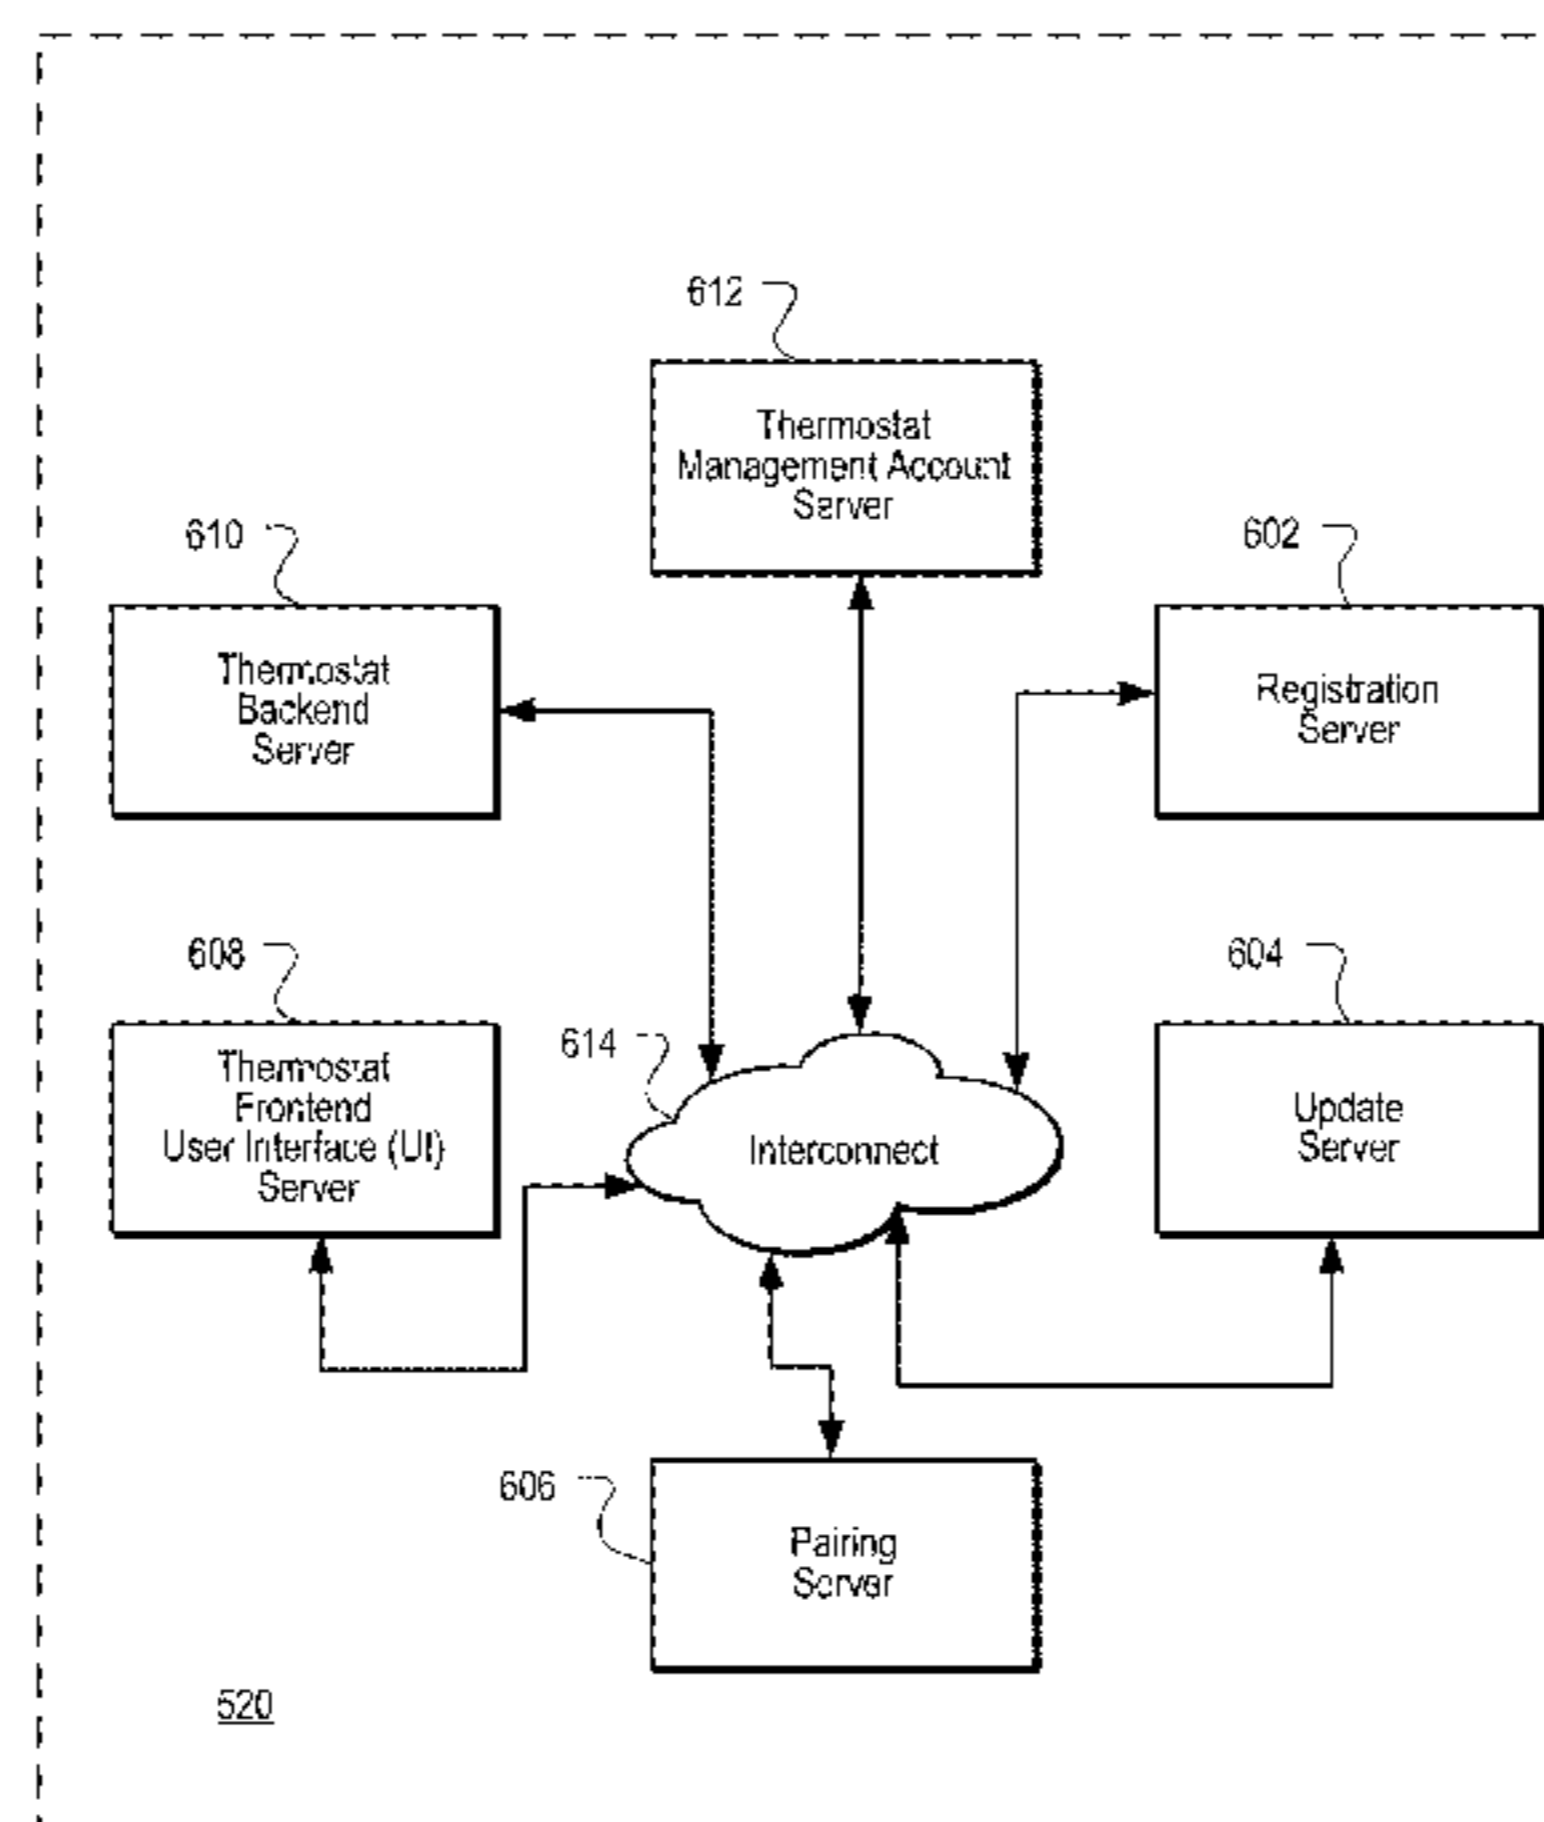 612
Thermostat
Management Account
Server
610
Thermostat
Backend
Server
602
Registration
Server
608
Thermostat
Frontend
User Interface (UI)
Server
614
Interconnect
604
Update
Server
606
Pairing
Server
520